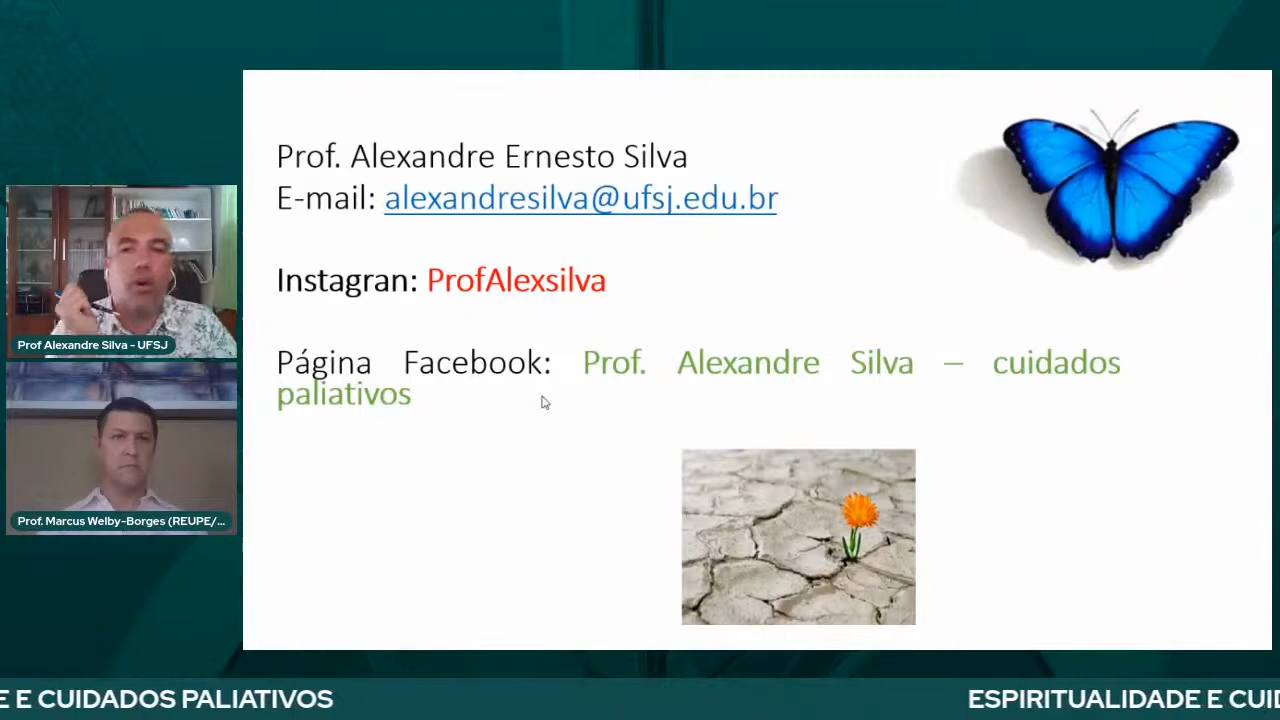 Prof. Alexandre Ernesto Silva
E-mail: alexandresilva@ufsj.edu.br
Instagran: ProfAlexsilva
Página Facebook: Prof. Alexandre Silva – cuidados
paliativos
Prof Alexandre Silva - UFSJ
Prof. Marcus Welby-Borges (REUPE/...
E E CUIDADOS PALIATIVOS
ESPIRITUALIDADE E CUI